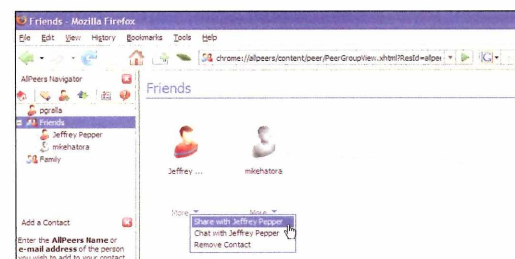 Friends - Mozilla Firefox
File Edit View History Bookmarks Tools Help
chrome://allpeers/content/peer/PeerGroupView.xhtml?ResId=allpee
AllPeers Navigator
pgralla
Friends
Jeffrey Pepper
mikehatora
Family
Friends
Jeffrey ...
mikehatora
More
More
Share with Jeffrey Pepper
Chat with Jeffrey Pepper
Remove Contact
Add a Contact
Enter the AllPeers Name or
e-mail address of the person
you wish to add to your contact